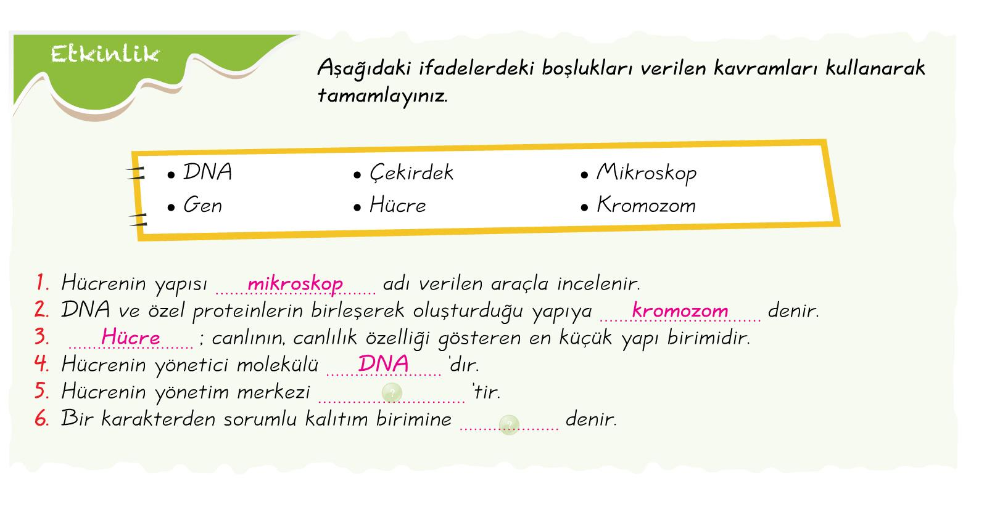 Etkinlik
Aşağıdaki ifadelerdeki boşlukları verilen kavramları kullanarak
tamamlayınız.
• DNA • Çekirdek • Mikroskop
• Gen • Hücre • Kromozom
1. Hücrenin yapısı mikroskop adı verilen araçla incelenir.
2. DNA ve özel proteinlerin birleşerek oluşturduğu yapıya kromozom denir.
3. Hücre ; canlının, canlılık özelliği gösteren en küçük yapı birimidir.
4. Hücrenin yönetici molekülü DNA 'dır.
5. Hücrenin yönetim merkezi ? 'tir.
6. Bir karakterden sorumlu kalıtım birimine ? denir.